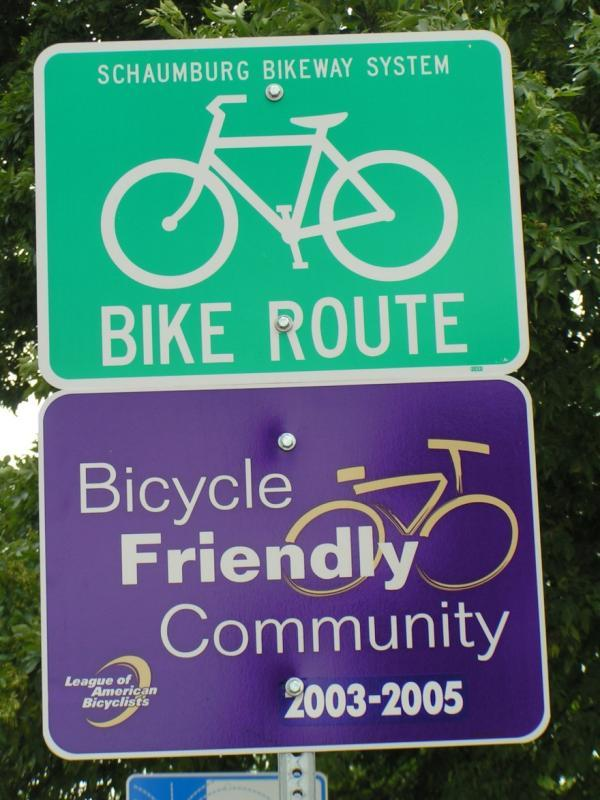 SCHAUMBURG BIKEWAY SYSTEM
BIKE ROUTE
Bicycle
Friendly
Community
League of
American
Bicyclists
2003-2005